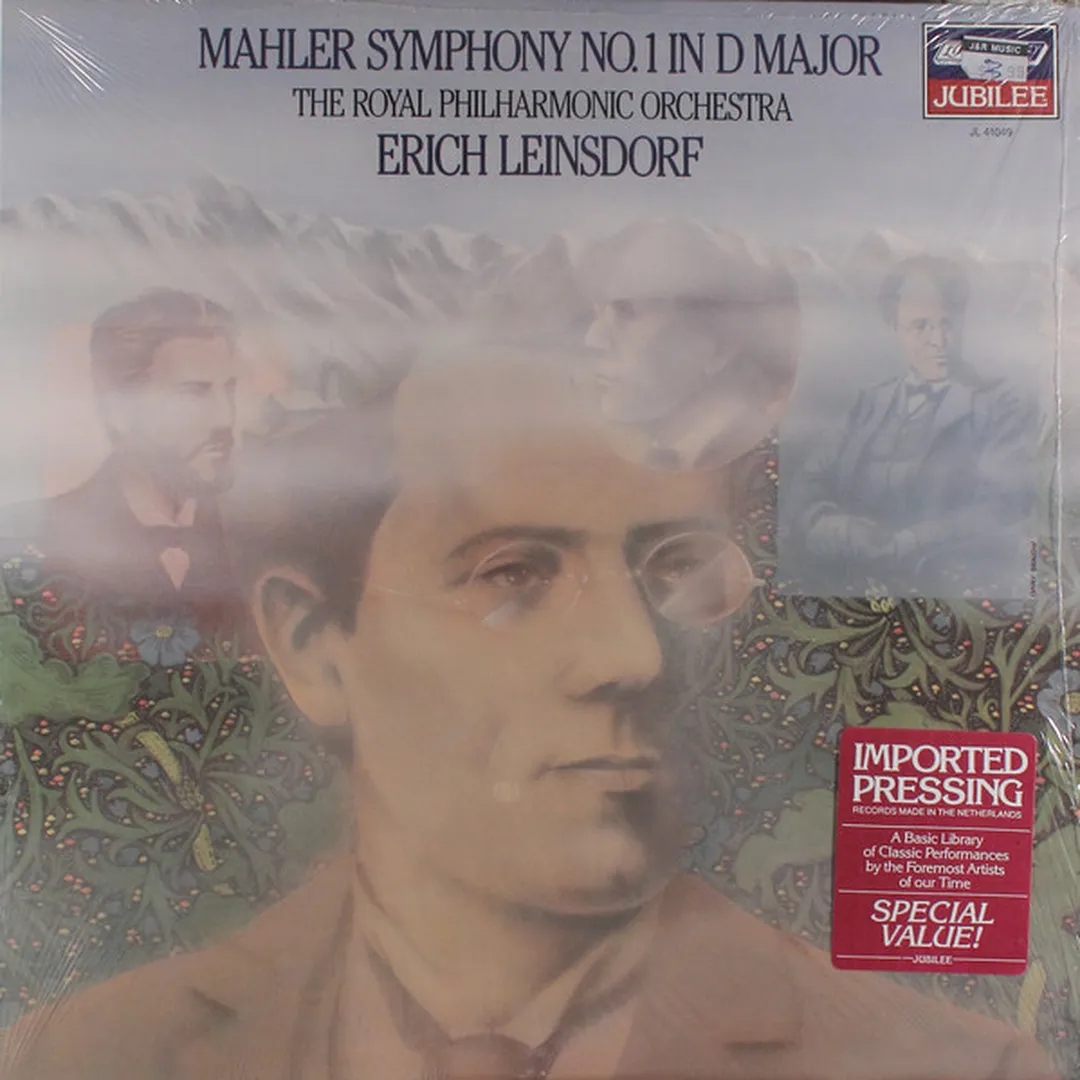 MAHLER SYMPHONY NO. 1 IN D MAJOR
THE ROYAL PHILHARMONIC ORCHESTRA
ERICH LEINSDORF
J&R MUSIC
JUBILEE
JL 41049
IMPORTED
PRESSING
RECORDS MADE IN THE NETHERLANDS
A Basic Library
of Classic Performances
by the Foremost Artists
of our Time
SPECIAL
VALUE!
JUBILEE